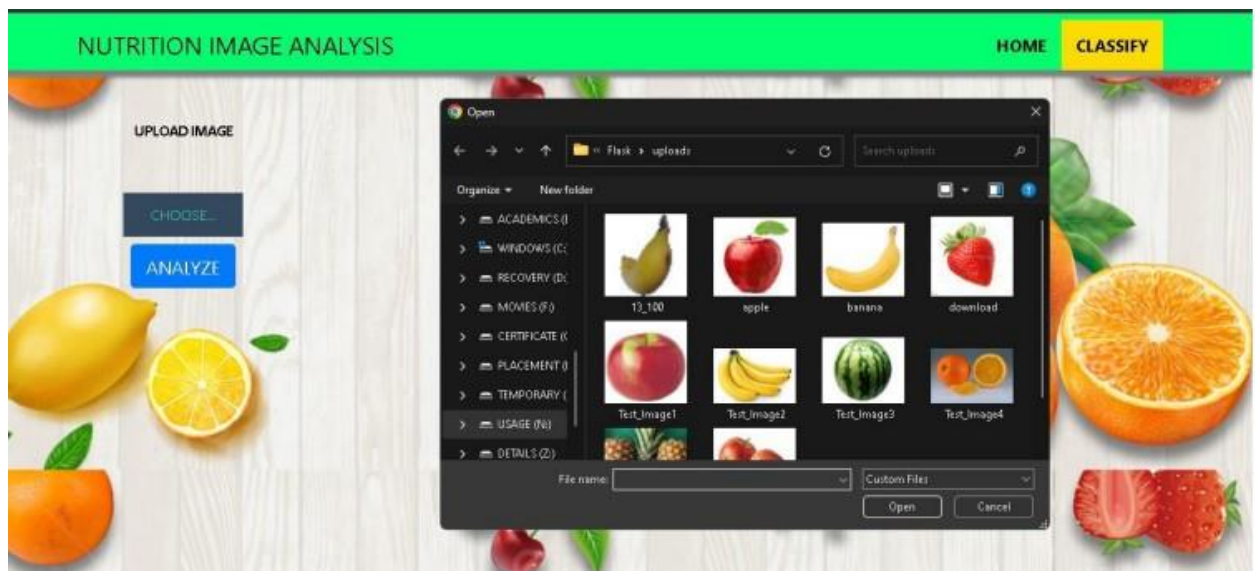 NUTRITION IMAGE ANALYSIS
HOME CLASSIFY
UPLOAD IMAGE
CHOOSE...
ANALYZE
Open
« Flask › uploads
Search uploads
Organize New folder
ACADEMICS (
WINDOWS (C:
RECOVERY (D:
MOVIES (F:)
CERTIFICATE (
PLACEMENT (
TEMPORARY (
USAGE (N:)
DETAILS (Z:)
13_100 apple banana download
Test_Image1 Test_Image2 Test_Image3 Test_Image4
File name: Custom Files
Open Cancel